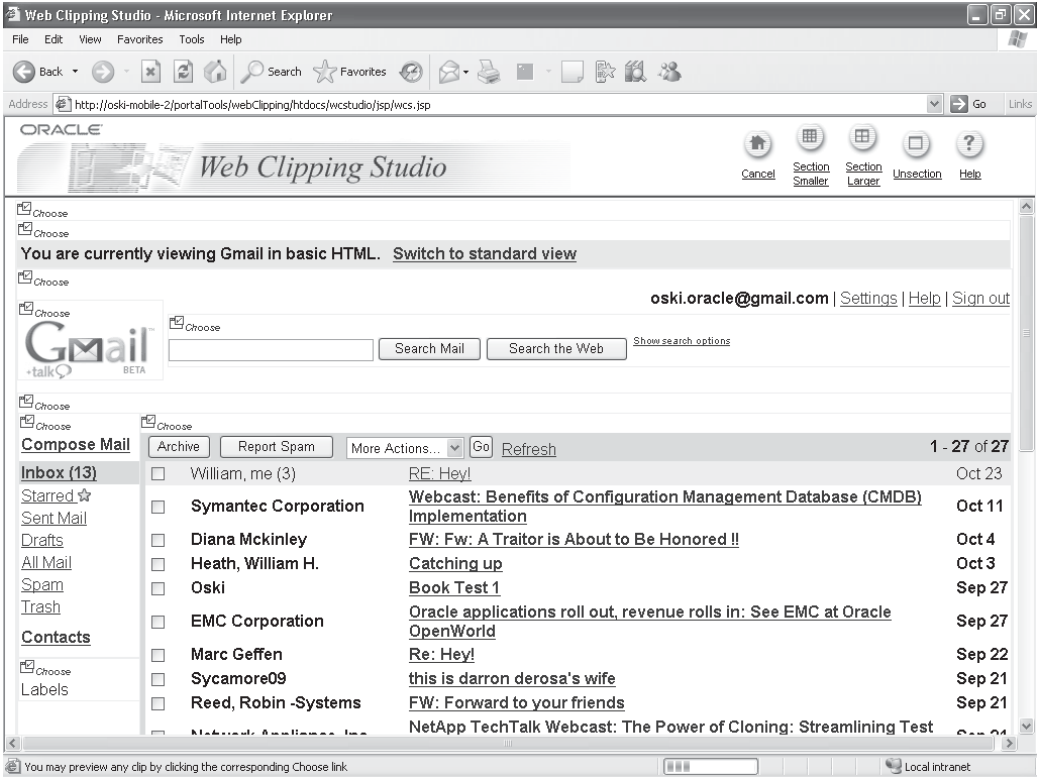 Web Clipping Studio - Microsoft Internet Explorer
File Edit View Favorites Tools Help
Back Search Favorites
Address http://oski-mobile-2/portalTools/webClipping/htdocs/wcstudio/jsp/wcs.jsp Go Links
ORACLE
Web Clipping Studio
Cancel Section Smaller Section Larger Unsection Help
Choose
Choose
You are currently viewing Gmail in basic HTML. Switch to standard view
Choose
oski.oracle@gmail.com | Settings | Help | Sign out
Choose
Choose
Gmail™
Search Mail Search the Web Show search options
+talk BETA
Choose
Choose Choose
Compose Mail Archive Report Spam More Actions... Go Refresh 1 - 27 of 27
Inbox (13) William, me (3) RE: Hey! Oct 23
Starred Symantec Corporation Webcast: Benefits of Configuration Management Database (CMDB) Oct 11
Sent Mail Implementation
Drafts Diana Mckinley FW: Fw: A Traitor is About to Be Honored !! Oct 4
All Mail Heath, William H. Catching up Oct 3
Spam Oski Book Test 1 Sep 27
Trash EMC Corporation Oracle applications roll out, revenue rolls in: See EMC at Oracle Sep 27
Contacts OpenWorld
Marc Geffen Re: Hey! Sep 22
Choose Sycamore09 this is darron derosa's wife Sep 21
Labels Reed, Robin -Systems FW: Forward to your friends Sep 21
NetApp TechTalk Webcast: The Power of Cloning: Streamlining Test
You may preview any clip by clicking the corresponding Choose link Local intranet